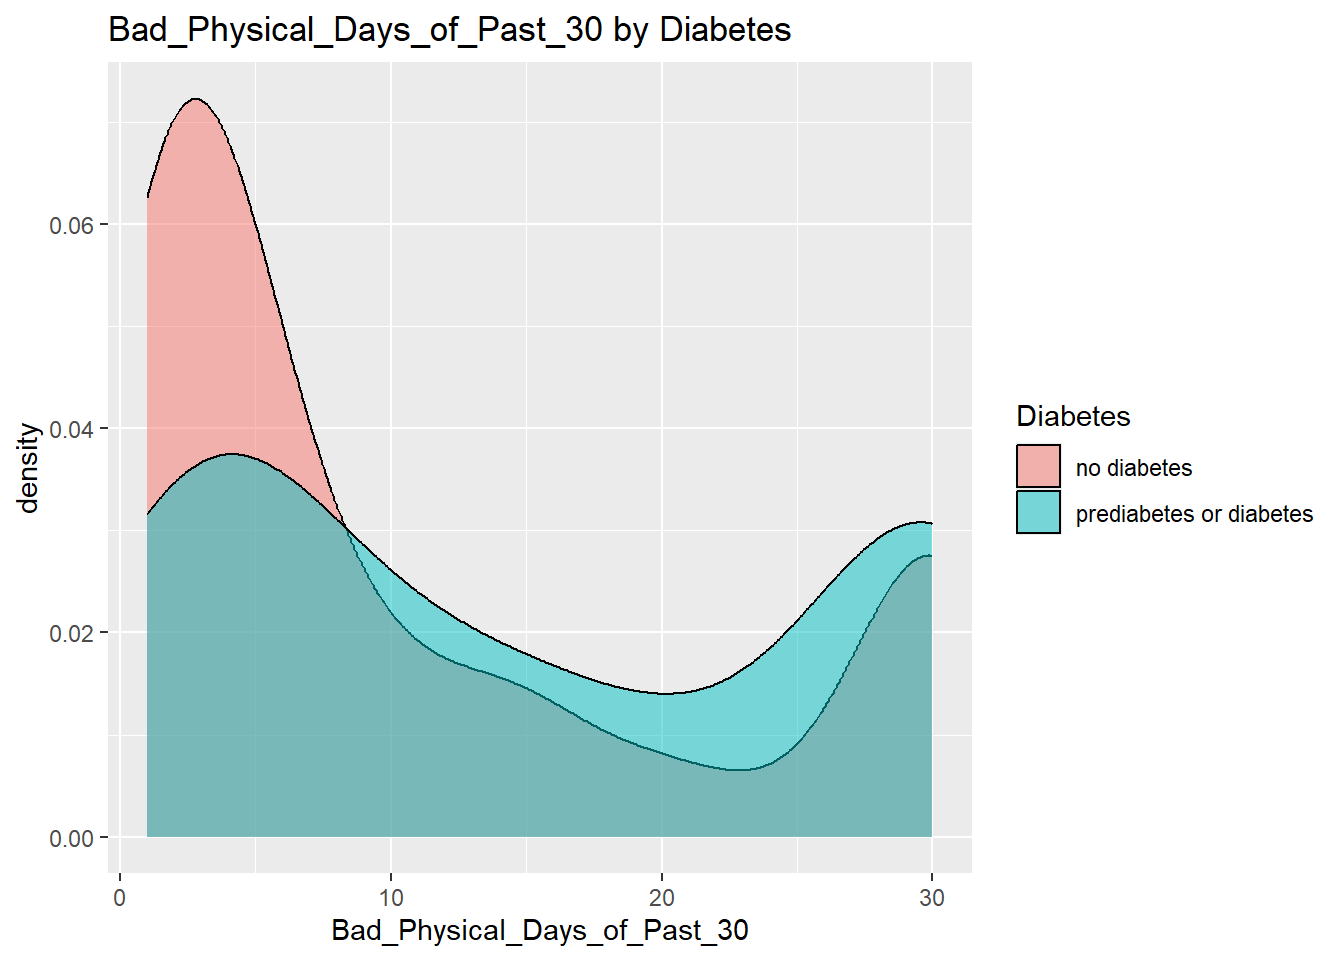 Bad_Physical_Days_of_Past_30 by Diabetes
density
0.06
0.04
0.02
0.00
0
10
20
30
Bad_Physical_Days_of_Past_30
Diabetes
no diabetes
prediabetes or diabetes